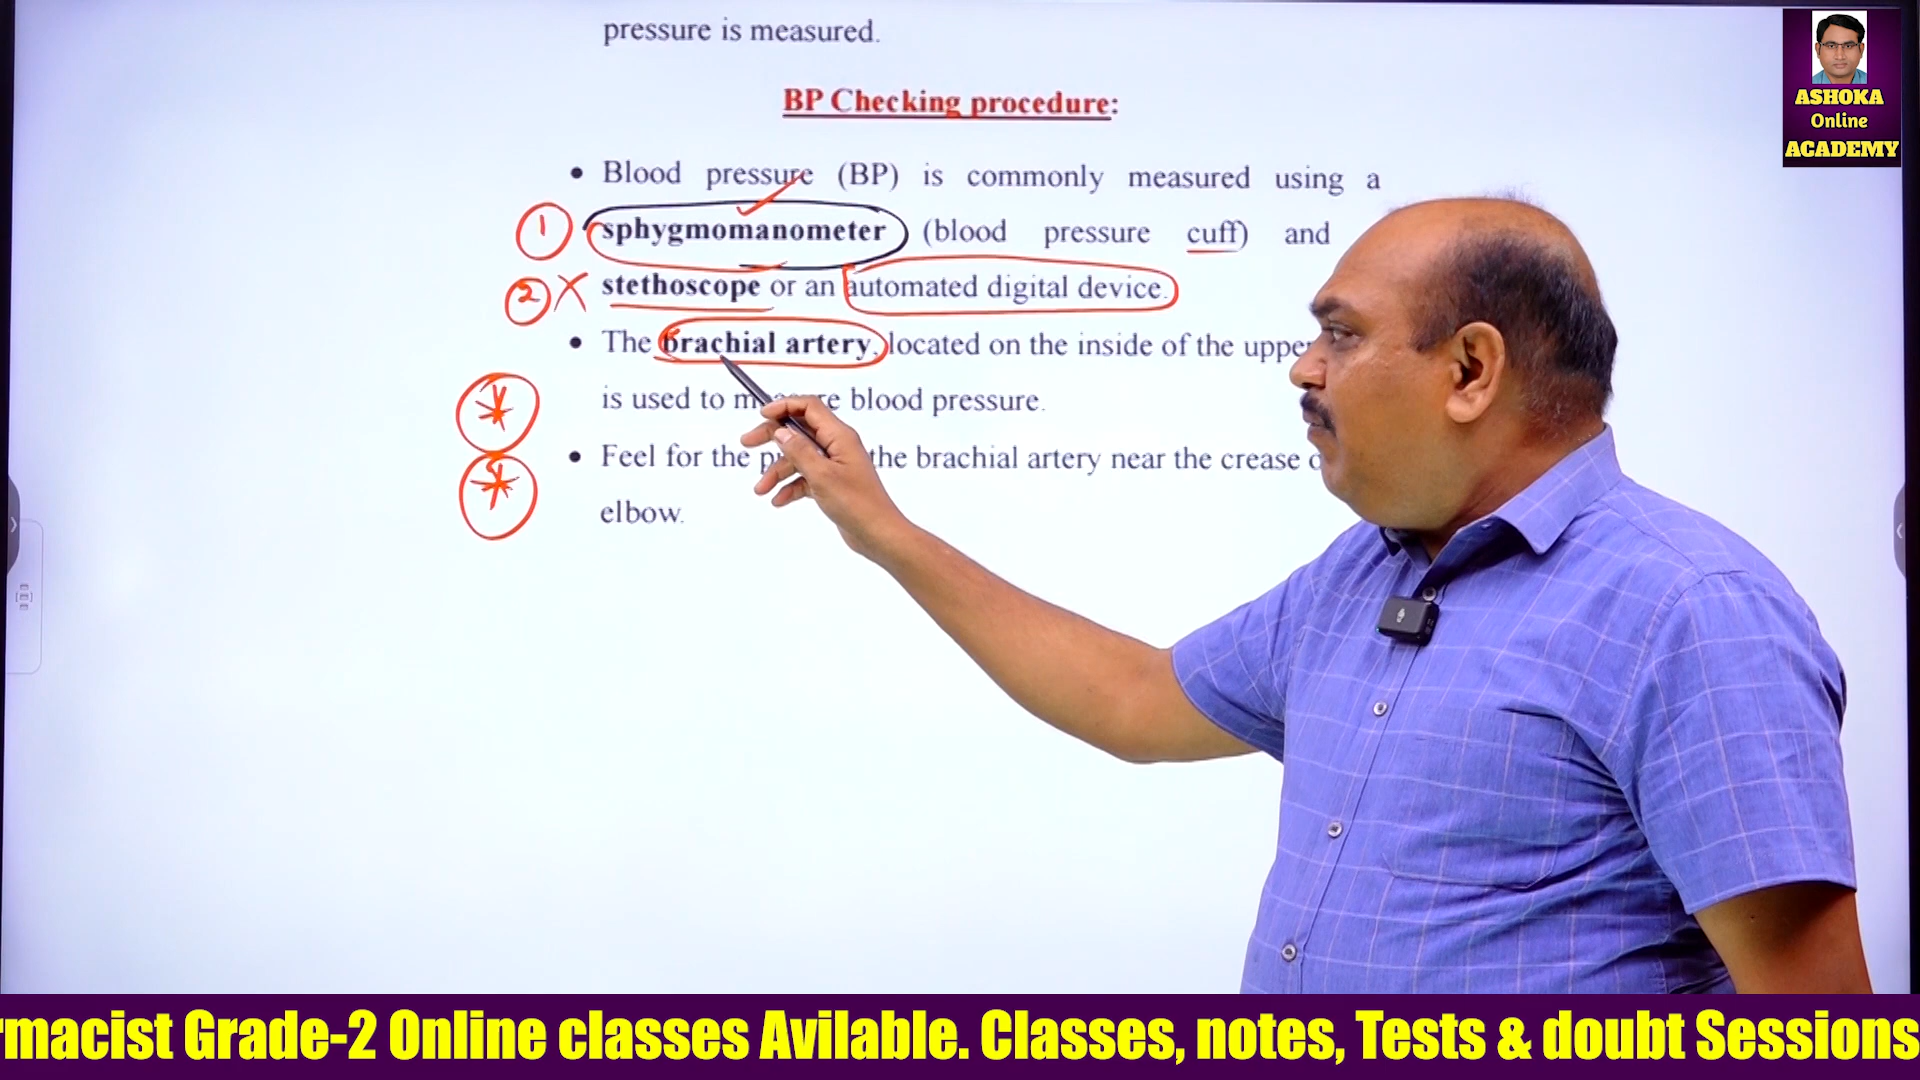 pressure is measured.
BP Checking procedure:
• Blood pressure (BP) is commonly measured using a
1 sphygmomanometer (blood pressure cuff) and
2 X stethoscope or an automated digital device.
• The brachial artery, located on the inside of the upper
is used to blood pressure.
• Feel for the the brachial artery near the crease
elbow.
ASHOKA
Online
ACADEMY
rmacist Grade-2 Online classes Avilable. Classes, notes, Tests & doubt Sessions